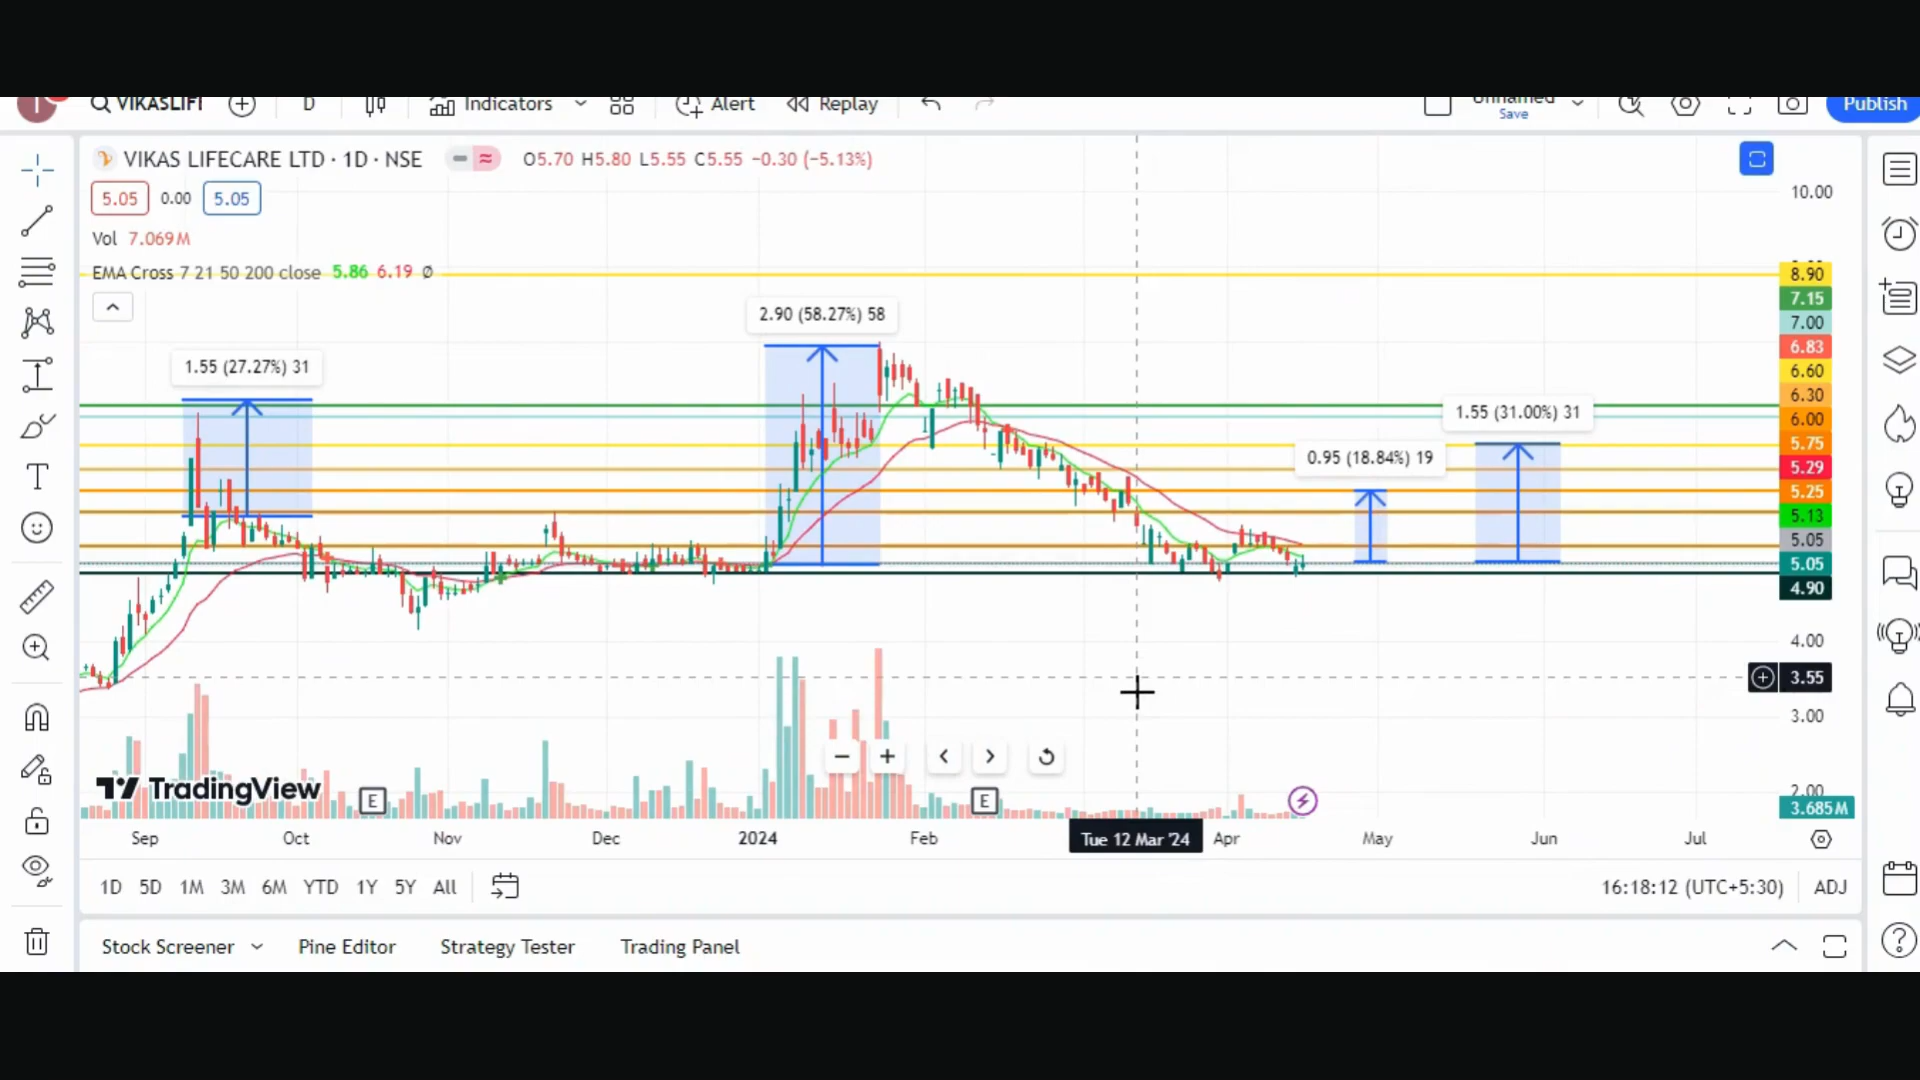 VIKASLIFE
D
Indicators
Alert
Replay
Unnamed
Save
Publish
VIKAS LIFECARE LTD · 1D · NSE
O5.70 H5.80 L5.55 C5.55 −0.30 (−5.13%)
5.05 0.00 5.05
Vol 7.069M
EMA Cross 7 21 50 200 close 5.86 6.19 Ø
1.55 (27.27%) 31
2.90 (58.27%) 58
0.95 (18.84%) 19
1.55 (31.00%) 31
10.00
8.90
7.15
7.00
6.83
6.60
6.30
6.00
5.75
5.29
5.25
5.13
5.05
5.05
4.90
4.00
3.55
3.00
2.00
3.685M
TradingView
E
E
Sep Oct Nov Dec 2024 Feb Tue 12 Mar '24 Apr May Jun Jul
1D 5D 1M 3M 6M YTD 1Y 5Y All
16:18:12 (UTC+5:30) ADJ
Stock Screener Pine Editor Strategy Tester Trading Panel